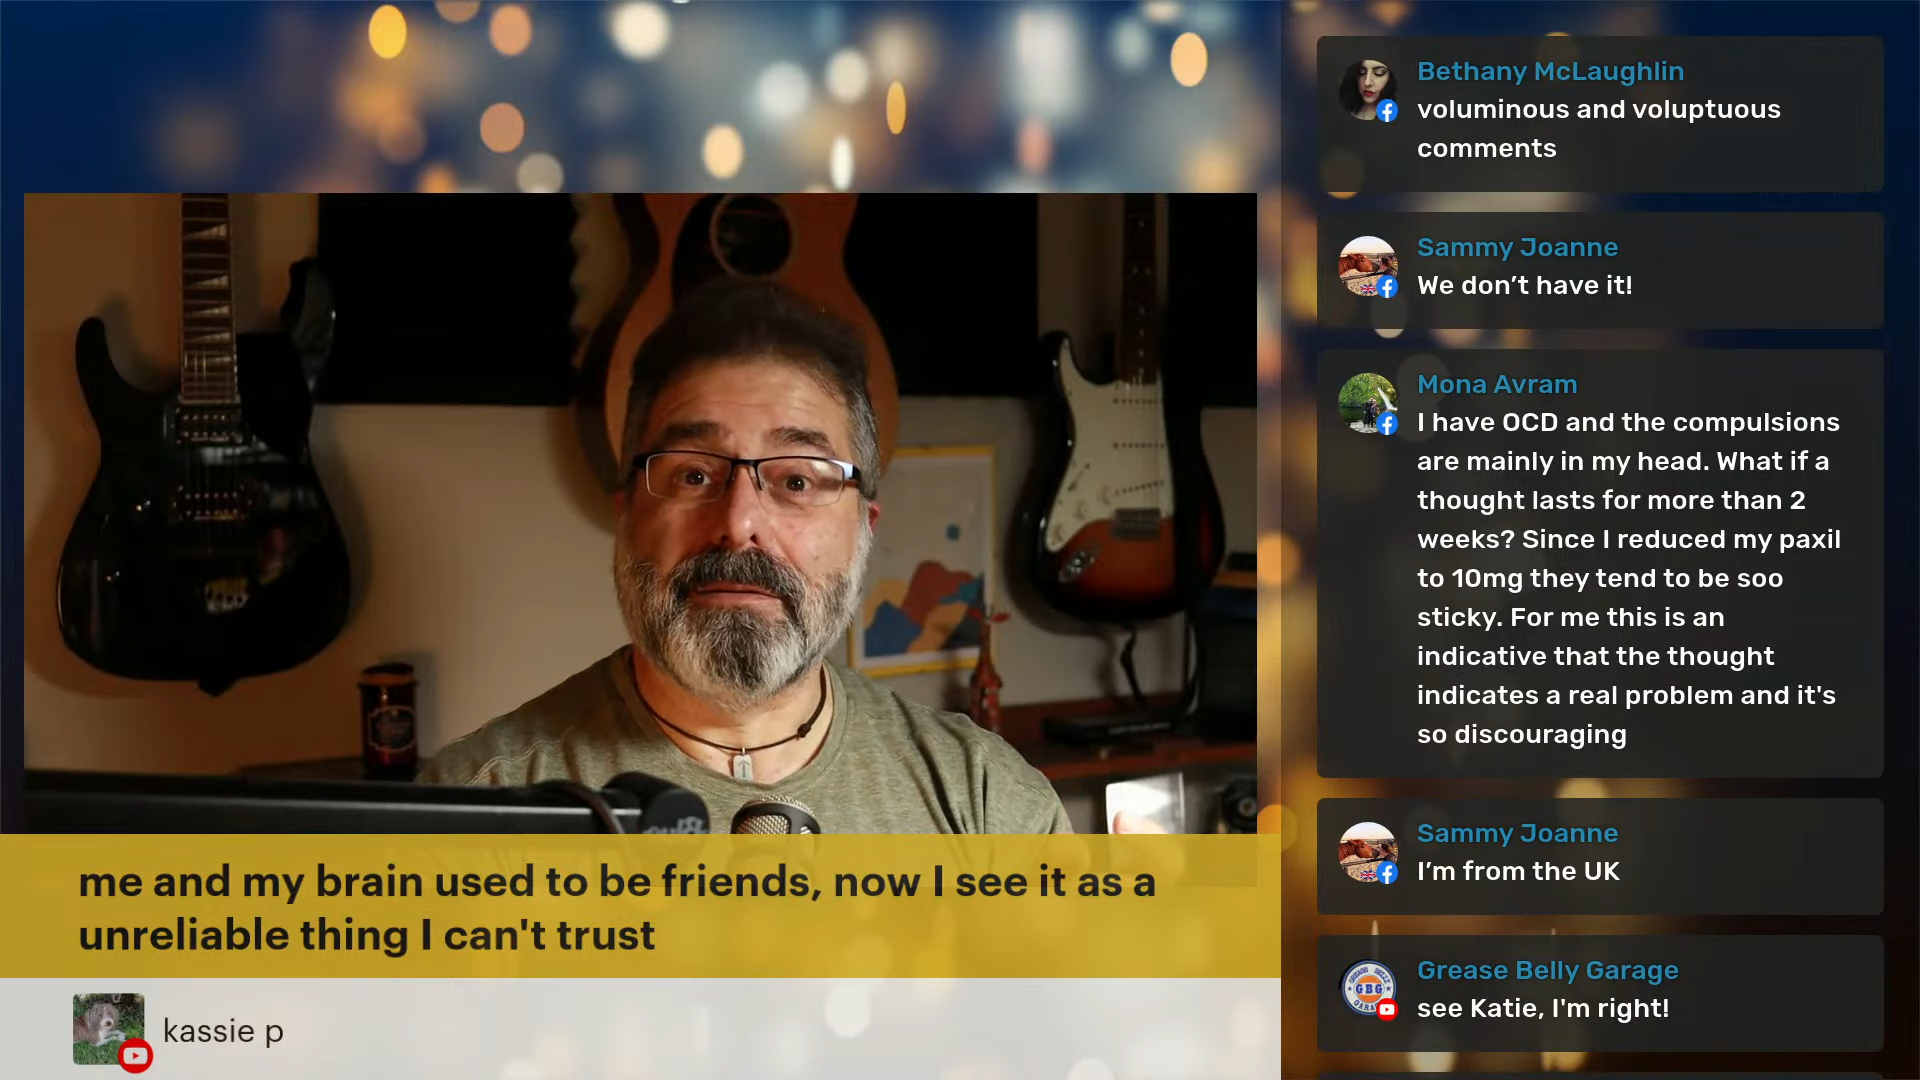 Bethany McLaughlin
voluminous and voluptuous
comments
Sammy Joanne
We don’t have it!
Mona Avram
I have OCD and the compulsions
are mainly in my head. What if a
thought lasts for more than 2
weeks? Since I reduced my paxil
to 10mg they tend to be soo
sticky. For me this is an
indicative that the thought
indicates a real problem and it's
so discouraging
Sammy Joanne
I’m from the UK
Grease Belly Garage
see Katie, I'm right!
GBG
me and my brain used to be friends, now I see it as a
unreliable thing I can't trust
kassie p